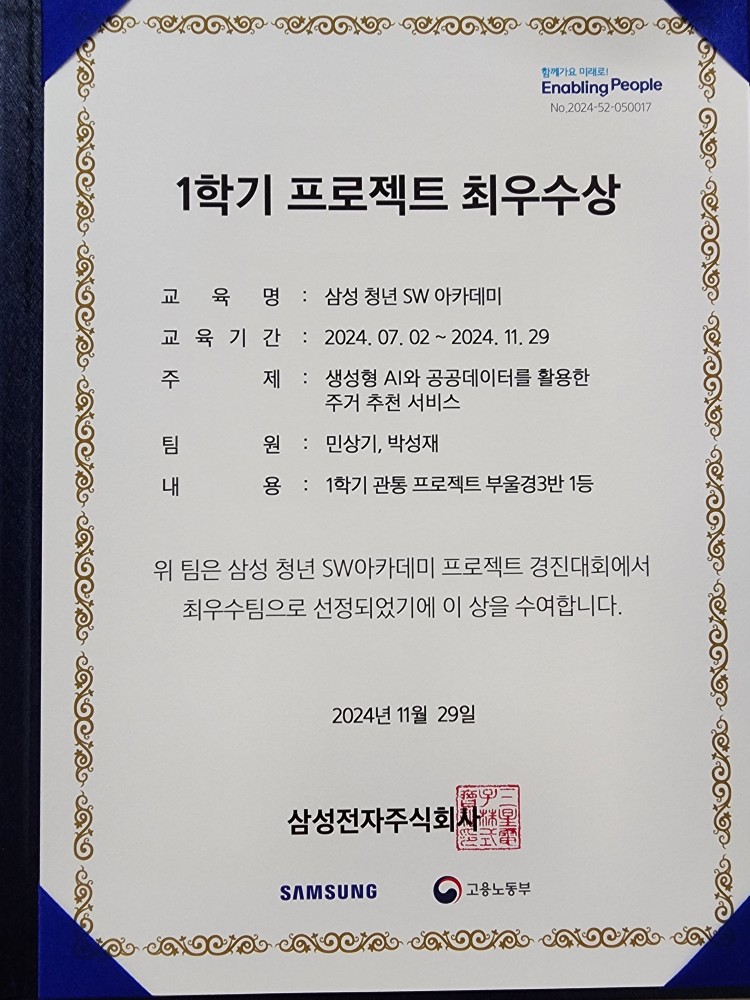 함께가요 미래로!
Enabling People
No.2024-52-050017
1학기 프로젝트 최우수상
교 육 명 : 삼성 청년 SW 아카데미
교 육 기 간 : 2024. 07. 02 ~ 2024. 11. 29
주 제 : 생성형 AI와 공공데이터를 활용한
주거 추천 서비스
팀 원 : 민상기, 박성재
내 용 : 1학기 관통 프로젝트 부울경3반 1등
위 팀은 삼성 청년 SW아카데미 프로젝트 경진대회에서
최우수팀으로 선정되었기에 이 상을 수여합니다.
2024년 11월 29일
삼성전자주식회사
SAMSUNG
고용노동부